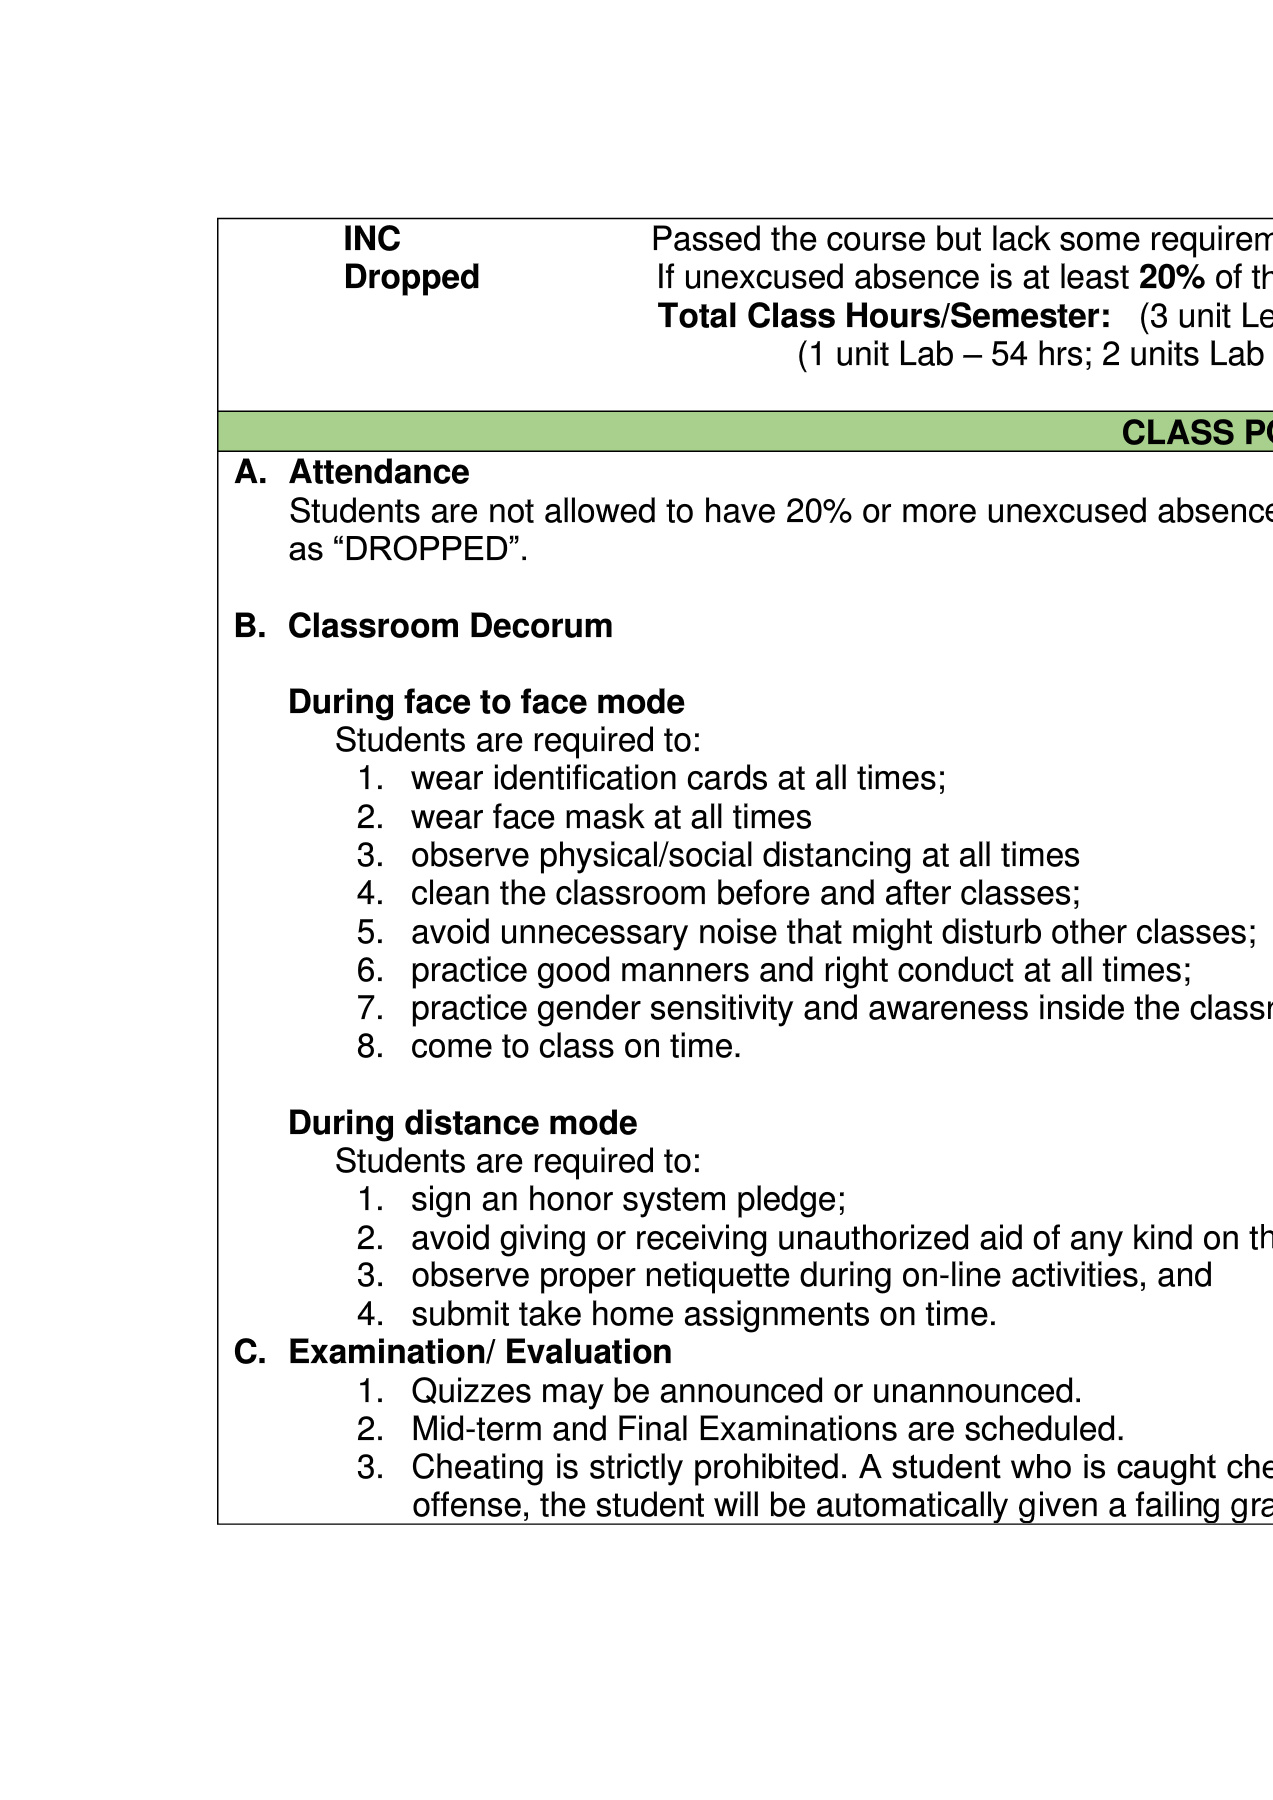 INC Passed the course but lack some
Dropped If unexcused absence is at least 20% of
Total Class Hours/Semester: (3 unit
(1 unit Lab – 54 hrs; 2 units Lab
CLASS
A. Attendance
Students are not allowed to have 20% or more unexcused
as “DROPPED”.
B. Classroom Decorum
During face to face mode
Students are required to:
1. wear identification cards at all times;
2. wear face mask at all times
3. observe physical/social distancing at all times
4. clean the classroom before and after classes;
5. avoid unnecessary noise that might disturb other classes;
6. practice good manners and right conduct at all times;
7. practice gender sensitivity and awareness inside the
8. come to class on time.
During distance mode
Students are required to:
1. sign an honor system pledge;
2. avoid giving or receiving unauthorized aid of any kind on
3. observe proper netiquette during on-line activities, and
4. submit take home assignments on time.
C. Examination/ Evaluation
1. Quizzes may be announced or unannounced.
2. Mid-term and Final Examinations are scheduled.
3. Cheating is strictly prohibited. A student who is caught
offense, the student will be automatically given a failing